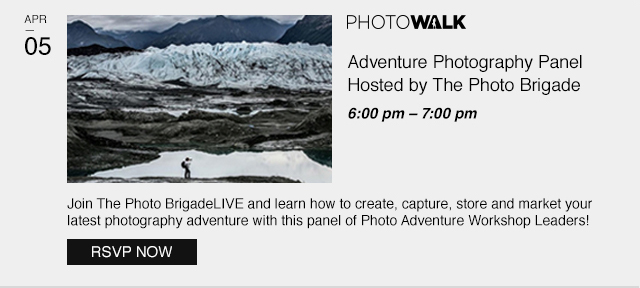 APR
05
PHOTOWALK
Adventure Photography Panel
Hosted by The Photo Brigade
6:00 pm – 7:00 pm
Join The Photo BrigadeLIVE and learn how to create, capture, store and market your
latest photography adventure with this panel of Photo Adventure Workshop Leaders!
RSVP NOW